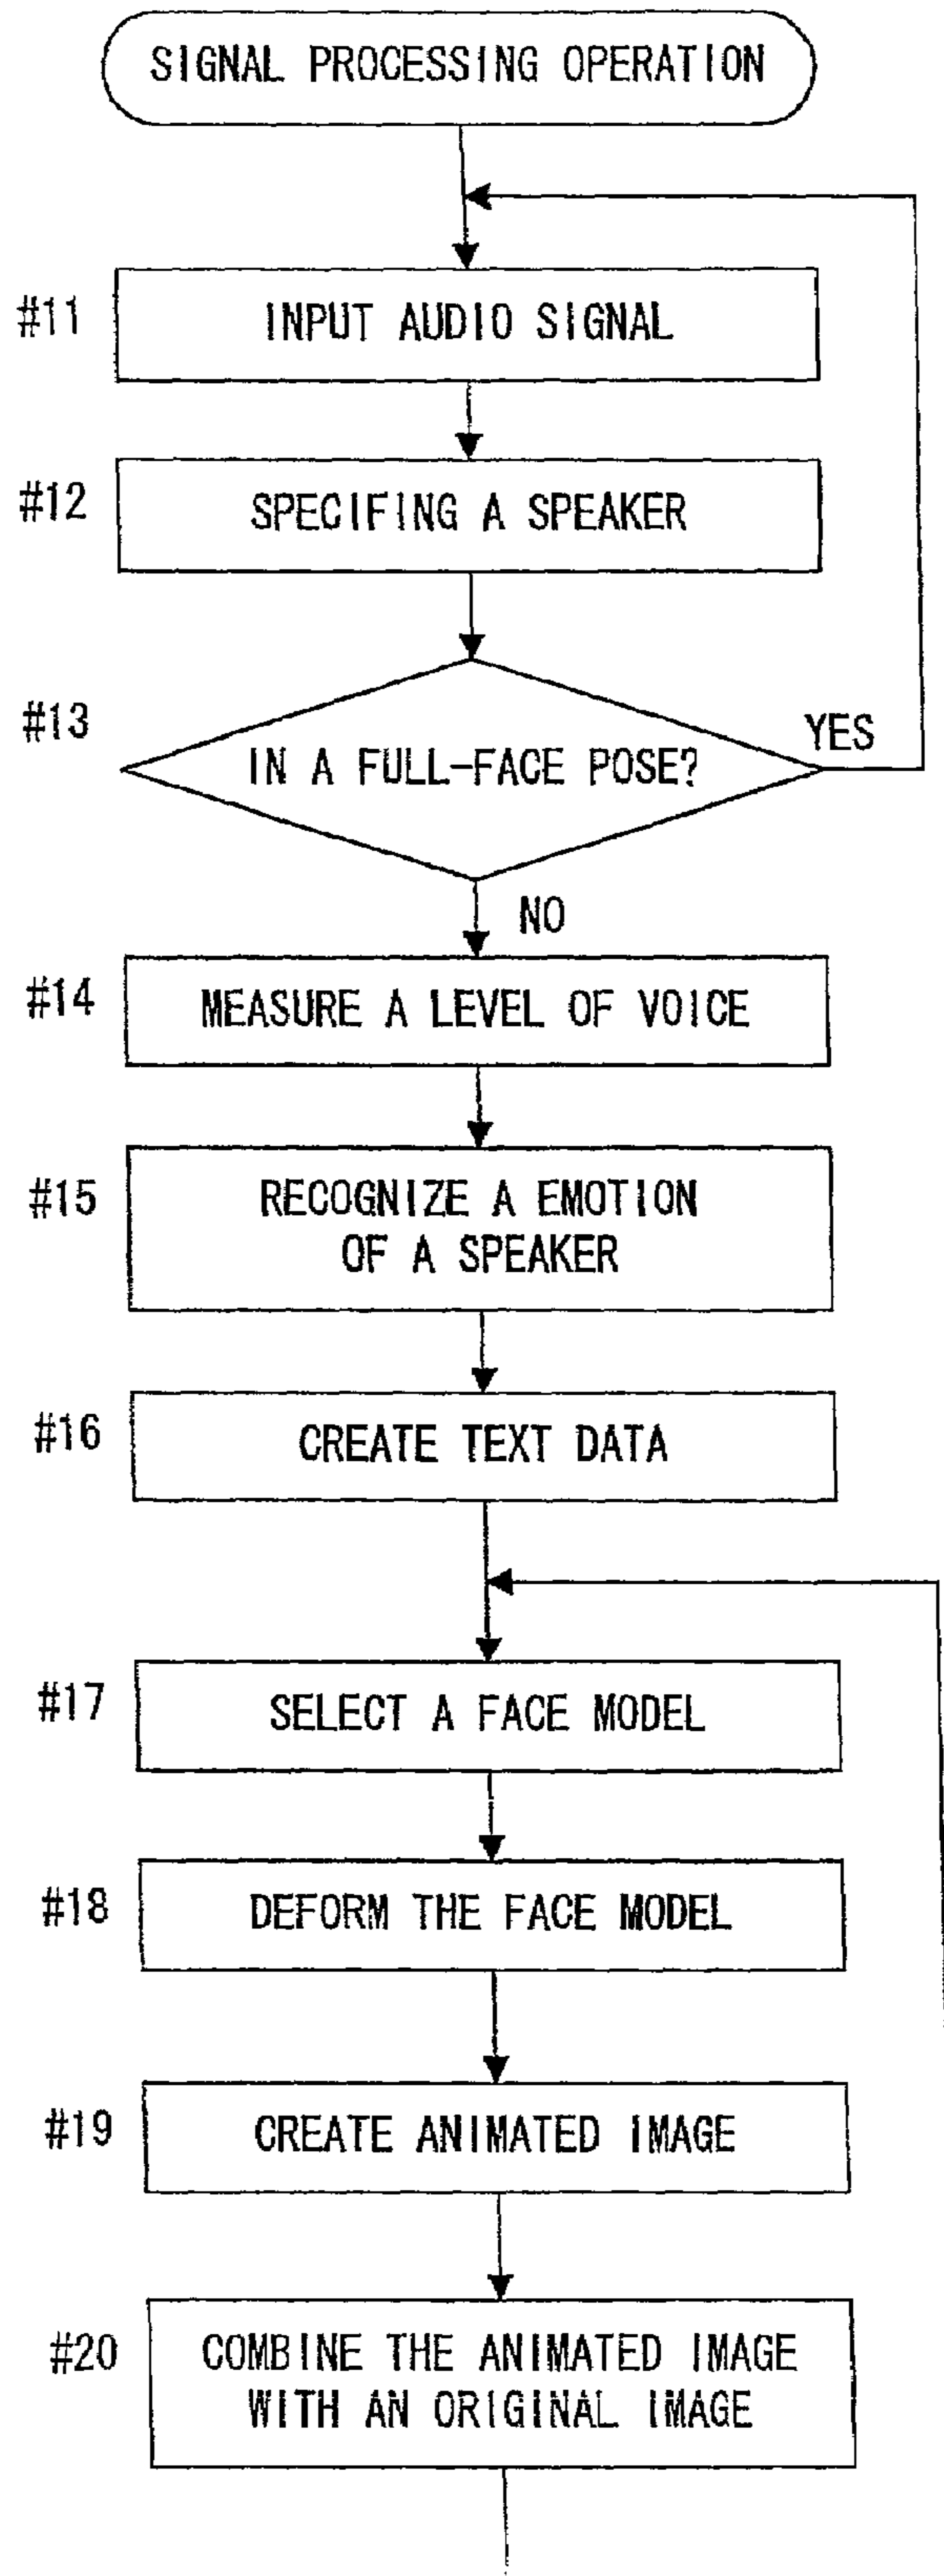 SIGNAL PROCESSING OPERATION
#11
INPUT AUDIO SIGNAL
#12
SPECIFING A SPEAKER
#13
IN A FULL-FACE POSE?
YES
NO
#14
MEASURE A LEVEL OF VOICE
#15
RECOGNIZE A EMOTION
OF A SPEAKER
#16
CREATE TEXT DATA
#17
SELECT A FACE MODEL
#18
DEFORM THE FACE MODEL
#19
CREATE ANIMATED IMAGE
#20
COMBINE THE ANIMATED IMAGE
WITH AN ORIGINAL IMAGE